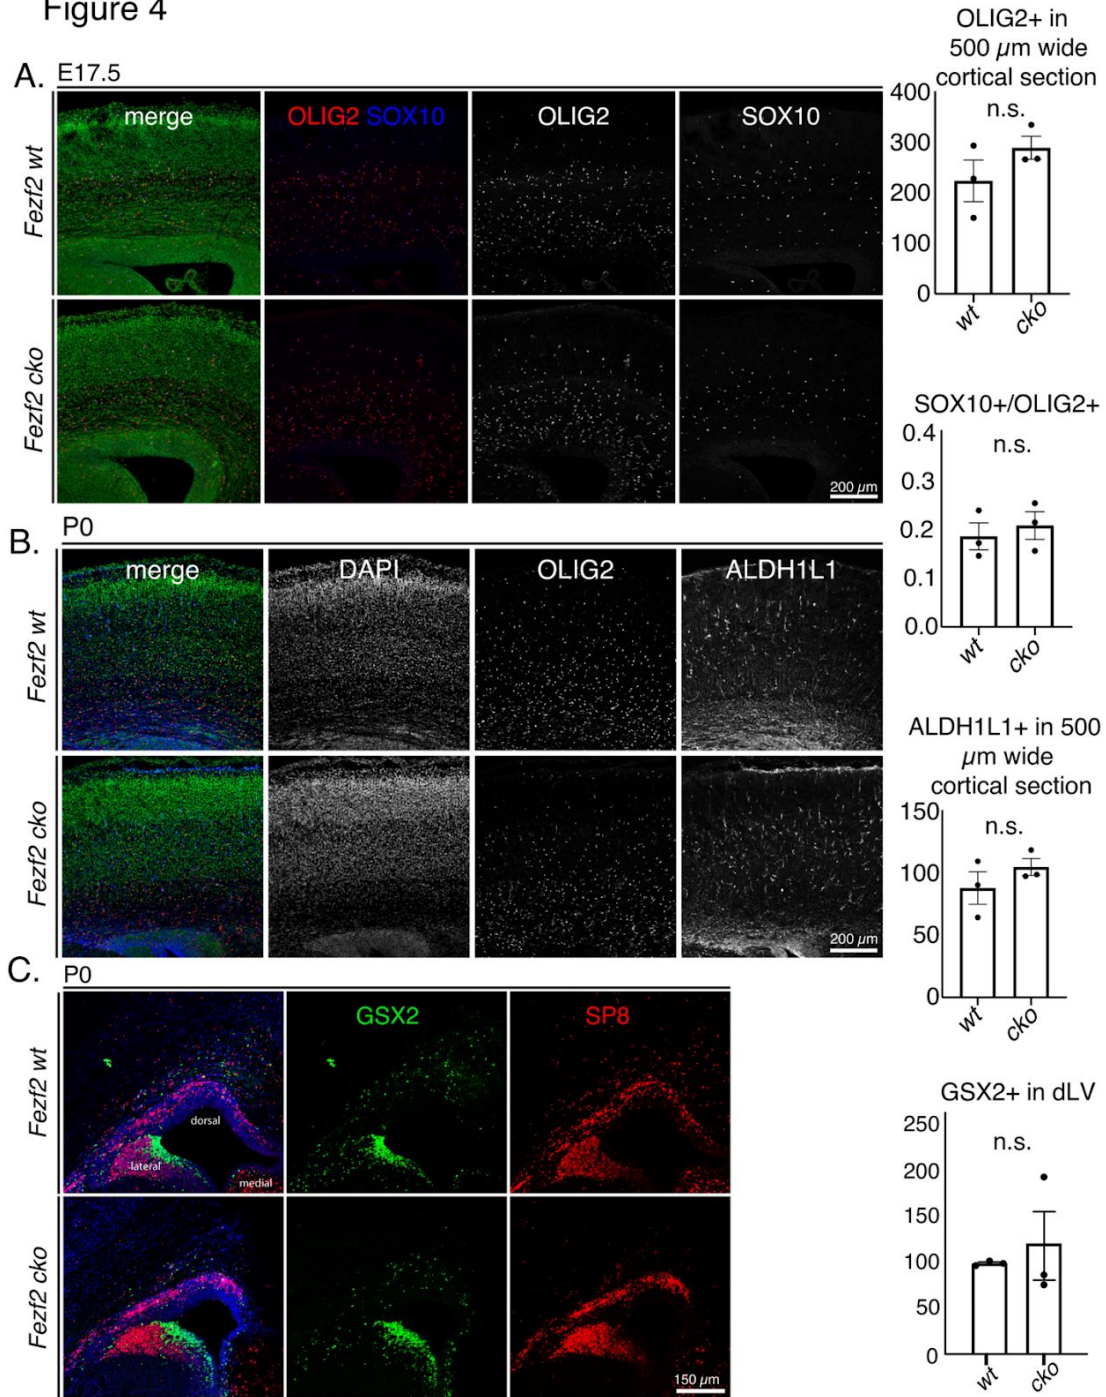 Figure 4
A.
E17.5
merge
OLIG2 SOX10
OLIG2
SOX10
Fezf2 wt
Fezf2 cko
200 µm
OLIG2+ in
500 µm wide
cortical section
400
300
200
100
0
n.s.
wt
cko
SOX10+/OLIG2+
0.4
0.3
0.2
0.1
0.0
n.s.
wt
cko
B.
P0
merge
DAPI
OLIG2
ALDH1L1
Fezf2 wt
Fezf2 cko
200 µm
ALDH1L1+ in 500
µm wide
cortical section
150
100
50
0
n.s.
wt
cko
C.
P0
GSX2
SP8
Fezf2 wt
dorsal
lateral
medial
Fezf2 cko
150 µm
GSX2+ in dLV
250
200
150
100
50
0
n.s.
wt
cko